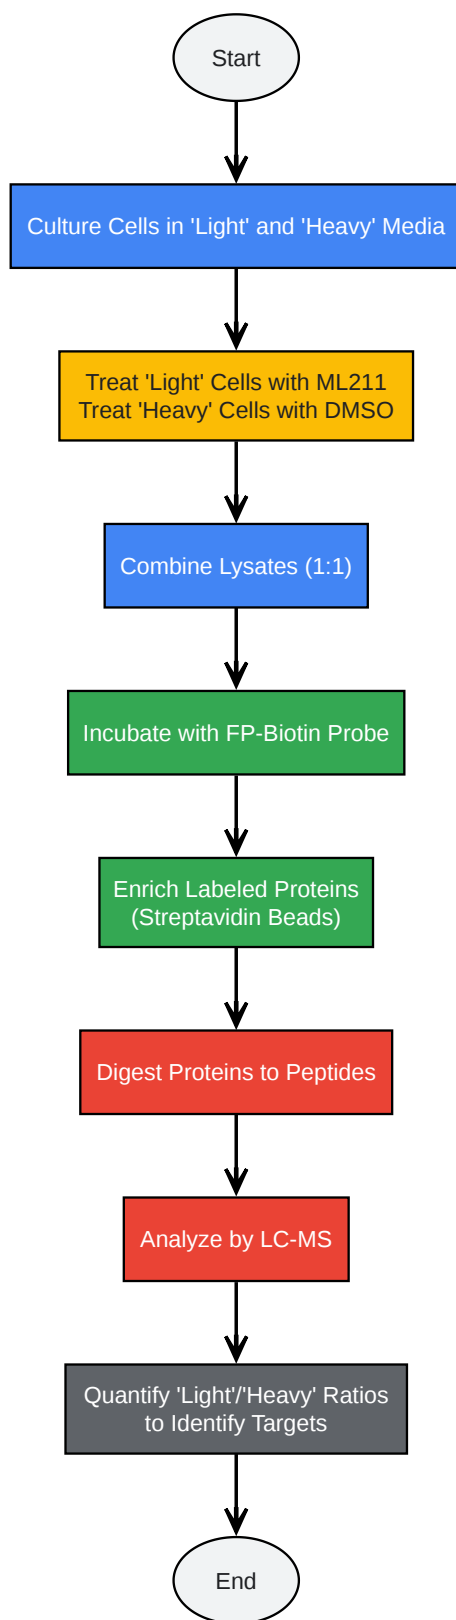 Start
Culture Cells in 'Light' and 'Heavy' Media
Treat 'Light' Cells with ML211
Treat 'Heavy' Cells with DMSO
Combine Lysates (1:1)
Incubate with FP-Biotin Probe
Enrich Labeled Proteins
(Streptavidin Beads)
Digest Proteins to Peptides
Analyze by LC-MS
Quantify 'Light'/'Heavy' Ratios
to Identify Targets
End